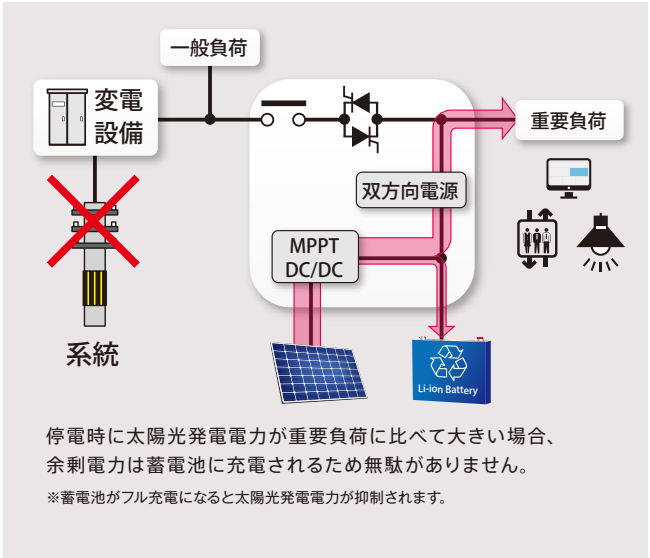 一般負荷
変電
設備
重要負荷
双方向電源
MPPT
DC/DC
系統
Li-ion Battery
停電時に太陽光発電電力が重要負荷に比べて大きい場合、
余剰電力は蓄電池に充電されるため無駄がありません。
※蓄電池がフル充電になると太陽光発電電力が抑制されます。